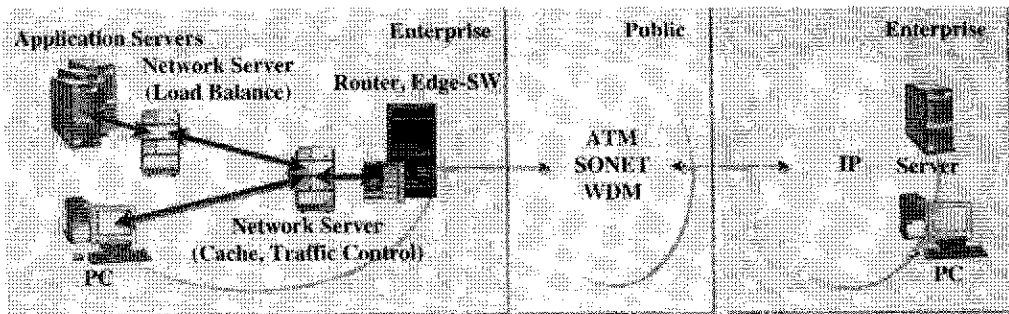 Application Servers
Network Server
(Load Balance)
Enterprise
Router, Edge-SW
Network Server
(Cache, Traffic Control)
PC
Public
ATM
SONET
WDM
Enterprise
IP
Server
PC